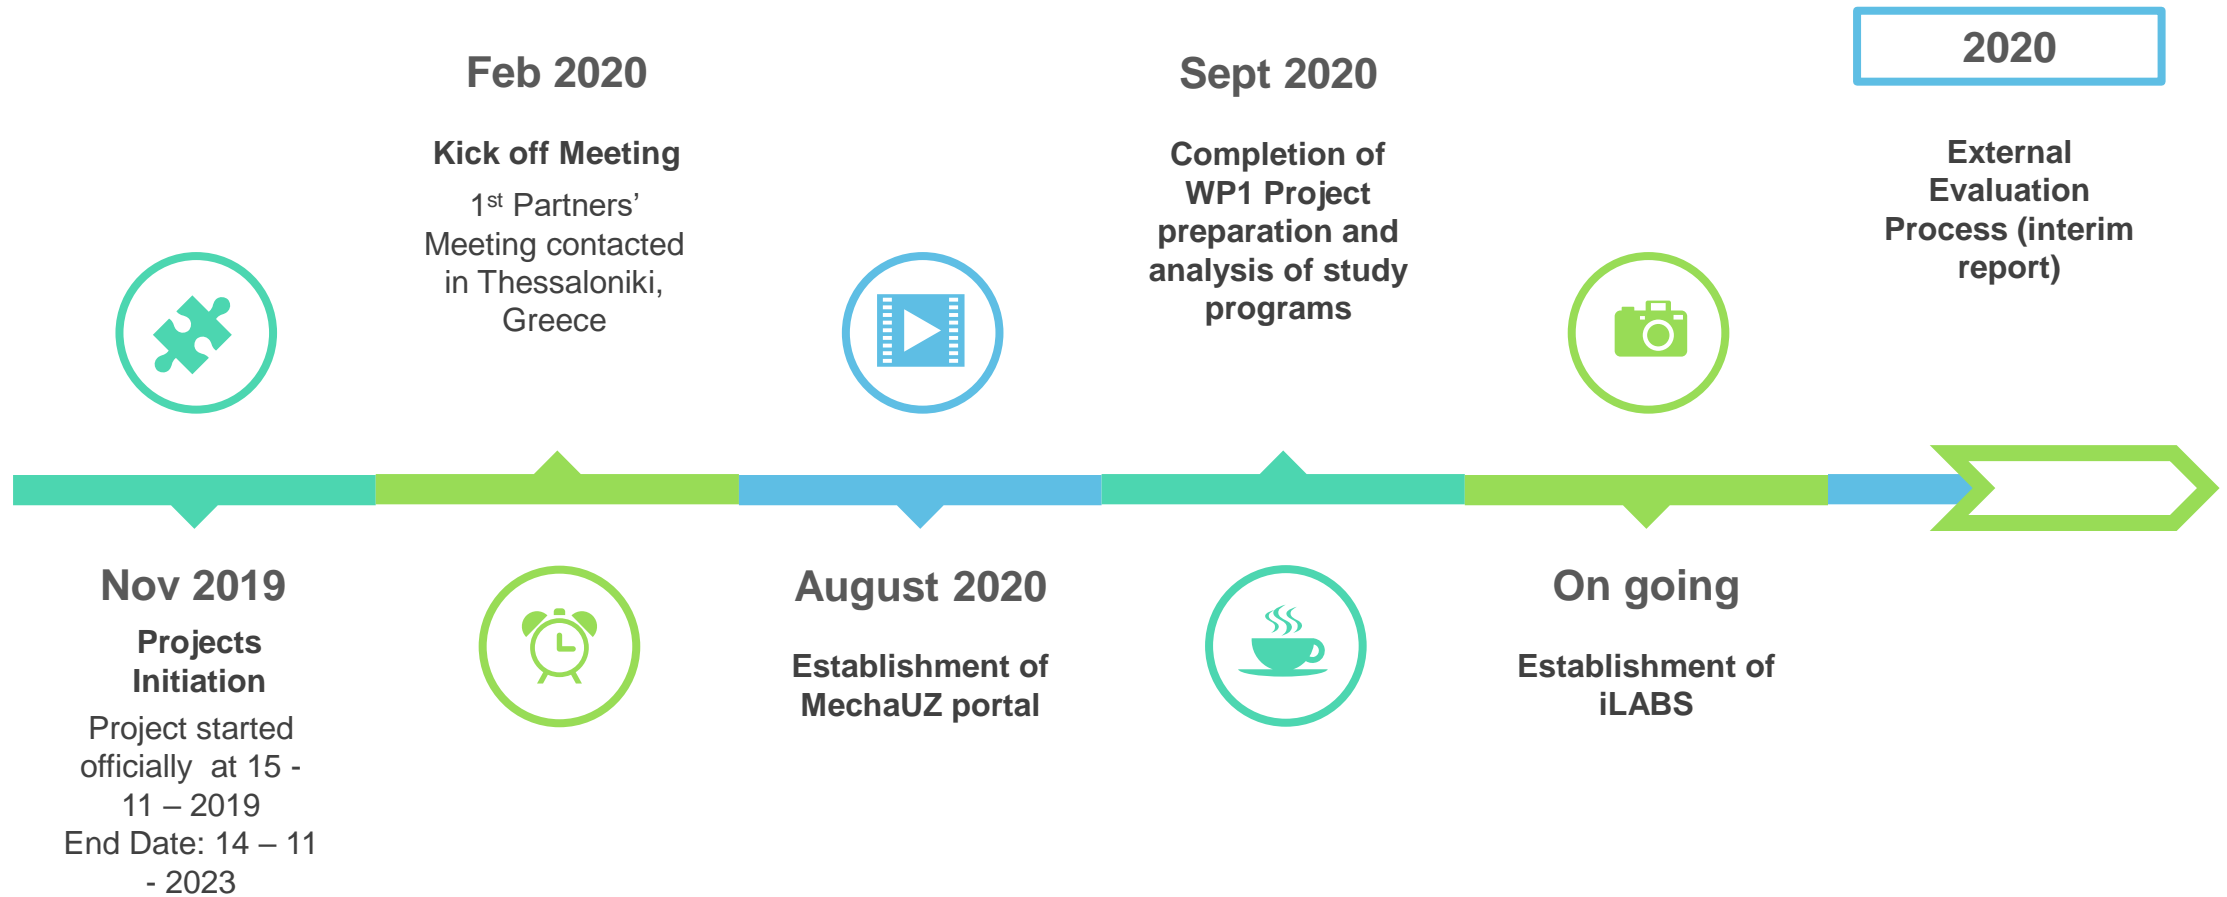 Nov 2019
Projects
Initiation
Project started
officially  at 15 -
11 – 2019
End Date: 14 – 11
- 2023
Feb 2020
Kick off Meeting
1st Partners’
Meeting contacted
in Thessaloniki,
Greece
August 2020
Establishment of
MechaUZ portal
Sept 2020
Completion of
WP1 Project
preparation and
analysis of study
programs
On going
Establishment of
iLABS
2020
External
Evaluation
Process (interim
report)